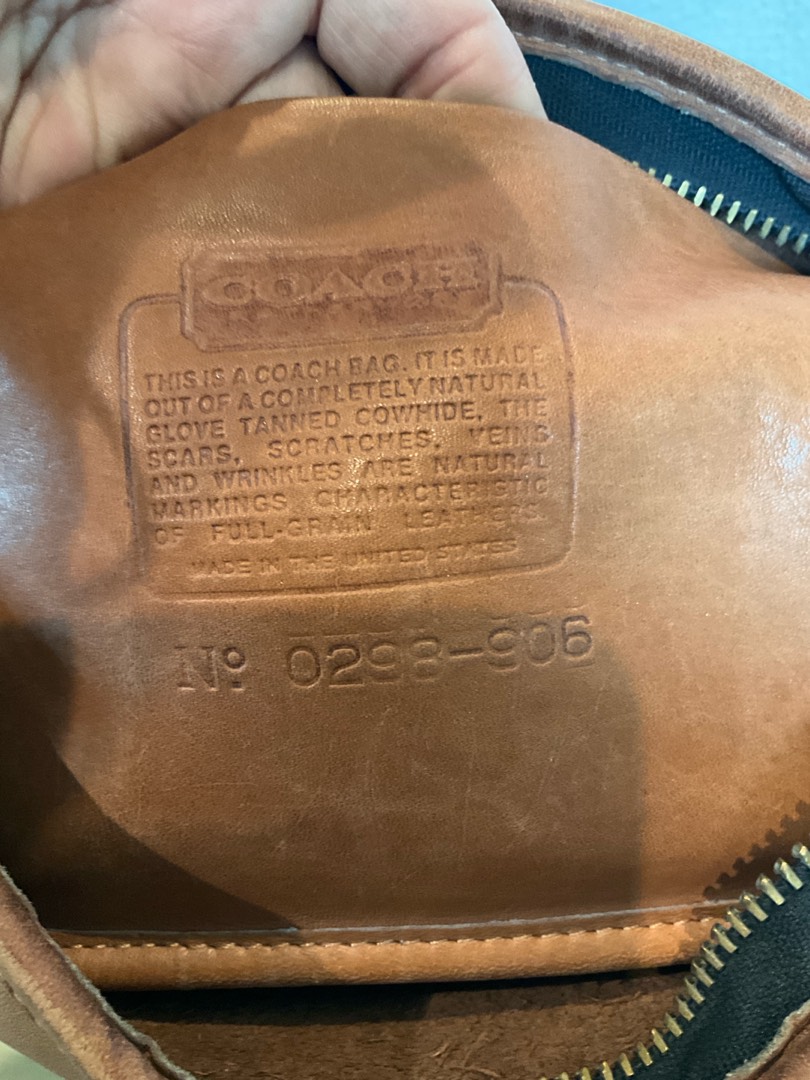 COACH
THIS IS A COACH BAG. IT IS MADE
OUT OF A COMPLETELY NATURAL
GLOVE TANNED COWHIDE, THE
SCARS, SCRATCHES, VEINS
AND WRINKLES ARE NATURAL
MARKINGS CHARACTERISTIC
OF FULL-GRAIN LEATHERS.
MADE IN THE UNITED STATES
Nº 0298-906